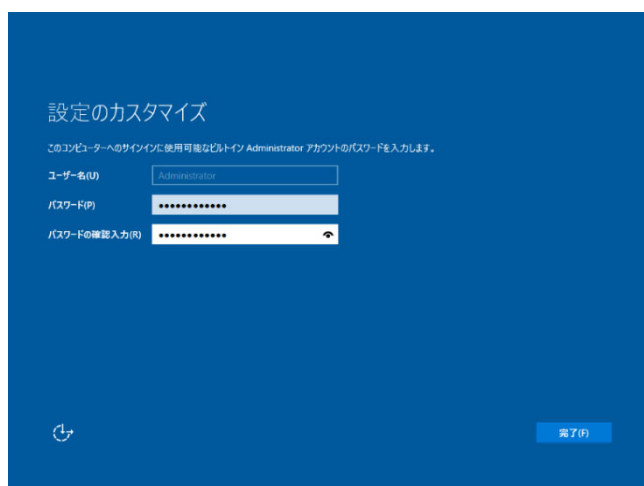 設定のカスタマイズ
このコンピューターへのサインインに使用可能なビルトイン Administrator アカウントのパスワードを入力します。
ユーザー名(U) Administrator
パスワード(P) ••••••••••••
パスワードの確認入力(R) ••••••••••••
完了(F)